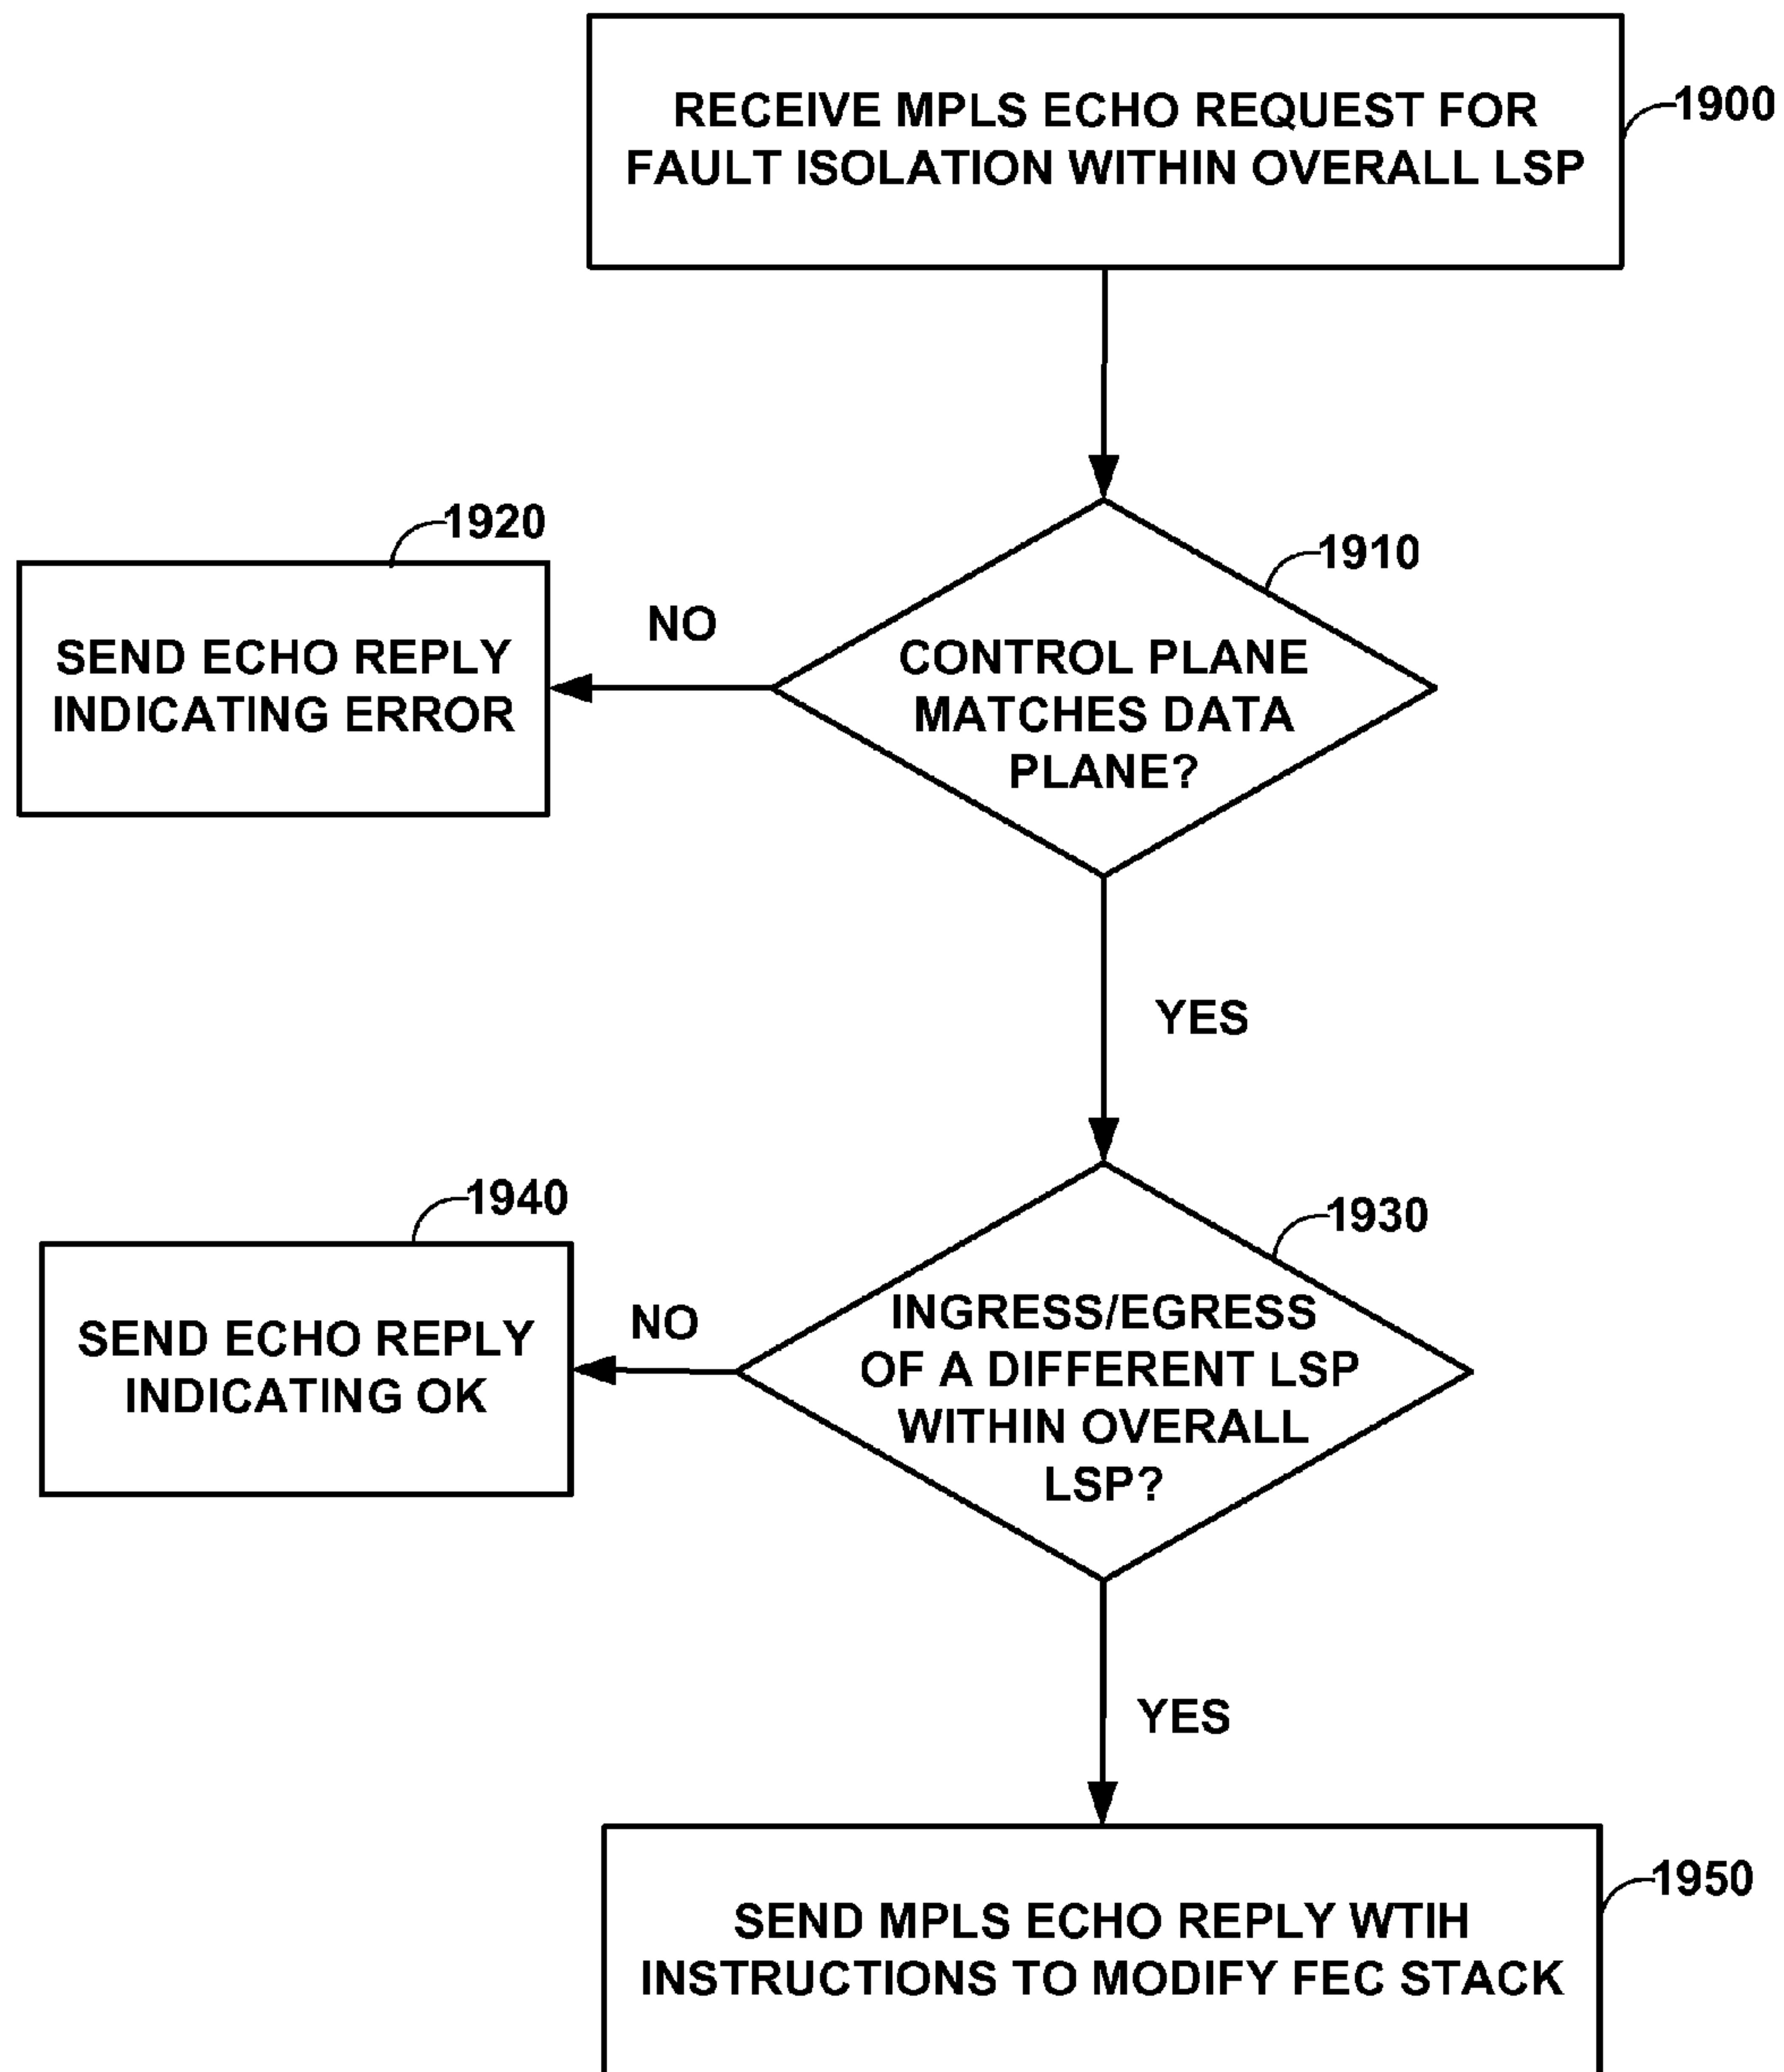 RECEIVE MPLS ECHO REQUEST FOR
FAULT ISOLATION WITHIN OVERALL LSP
1900
1920
1910
SEND ECHO REPLY
INDICATING ERROR
NO
CONTROL PLANE
MATCHES DATA
PLANE?
YES
1940
1930
SEND ECHO REPLY
INDICATING OK
NO
INGRESS/EGRESS
OF A DIFFERENT LSP
WITHIN OVERALL
LSP?
YES
1950
SEND MPLS ECHO REPLY WTIH
INSTRUCTIONS TO MODIFY FEC STACK